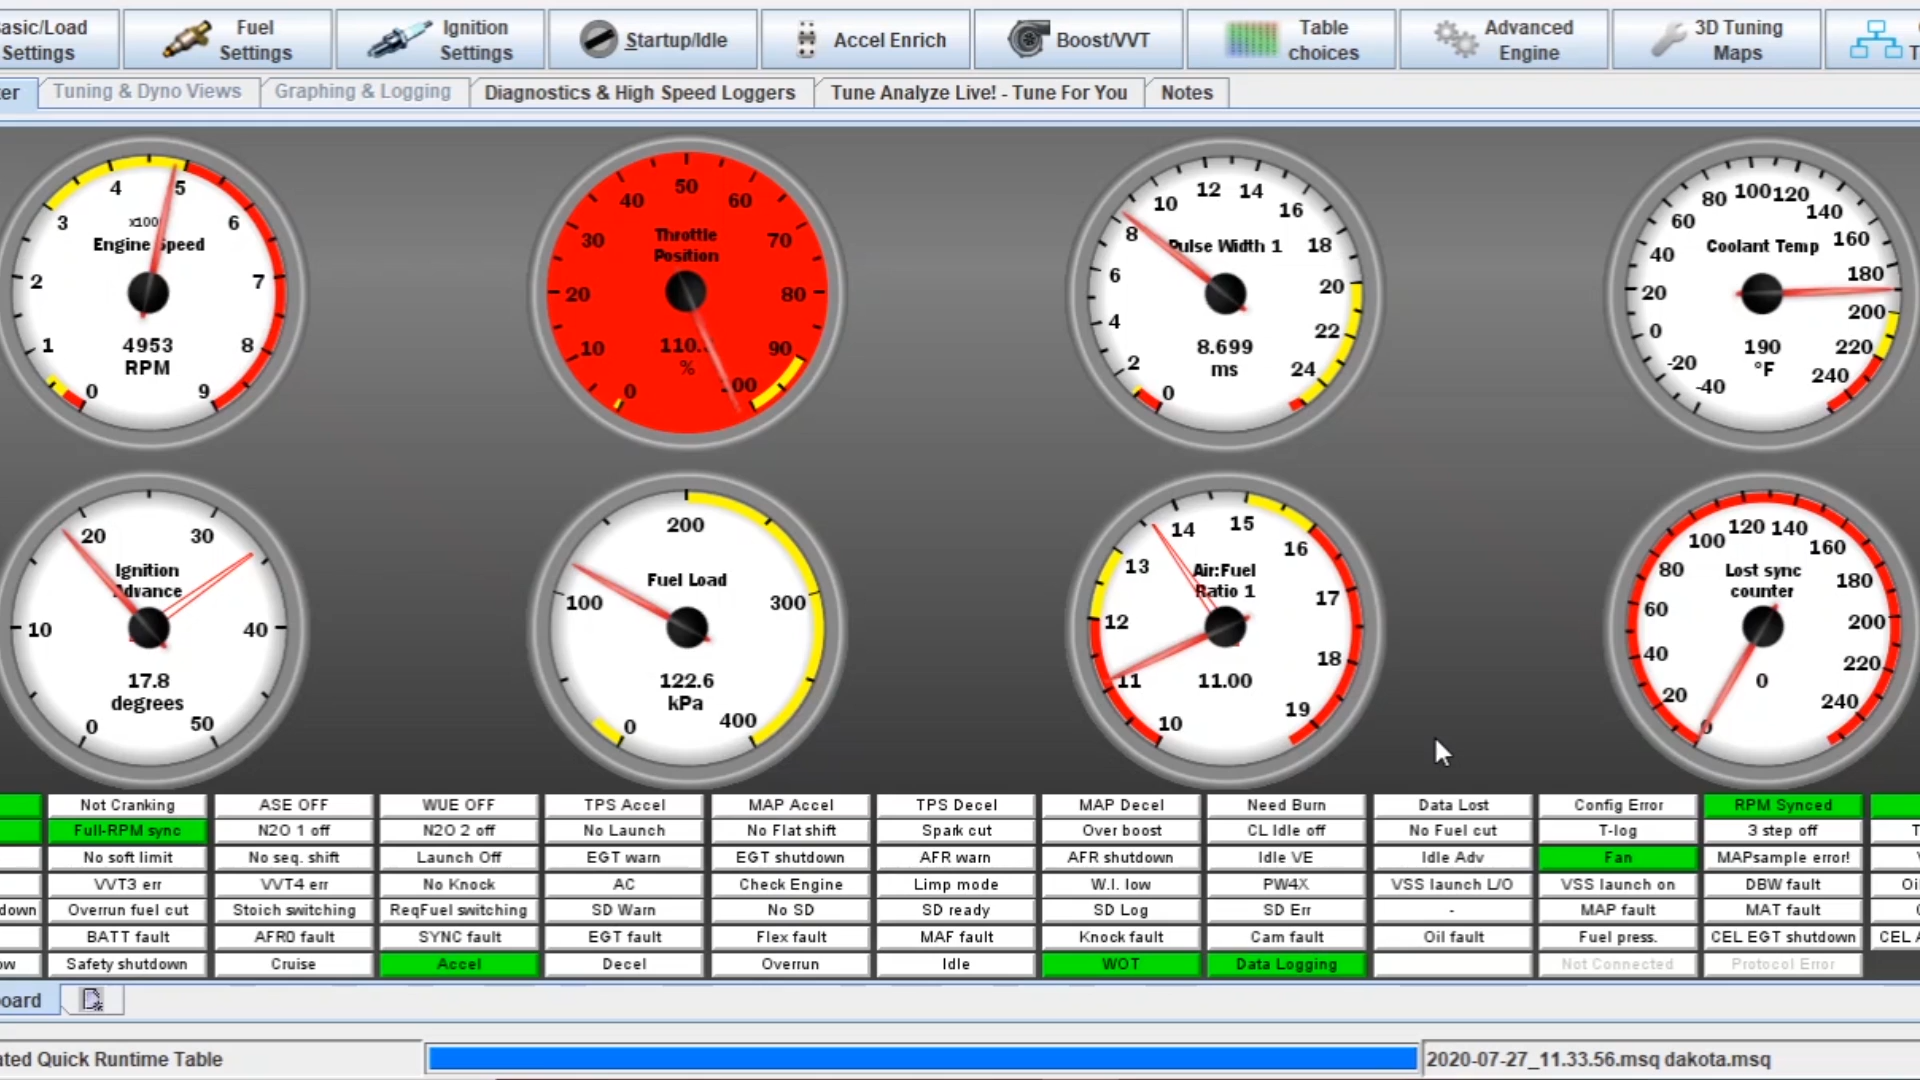 Basic/Load Settings
Fuel Settings
Ignition Settings
Startup/Idle
Accel Enrich
Boost/VVT
Table choices
Advanced Engine
3D Tuning Maps
Tuning & Dyno Views
Graphing & Logging
Diagnostics & High Speed Loggers
Tune Analyze Live! - Tune For You
Notes
0 1 2 3 4 5 6 7 8 9
x100
Engine Speed
4953
RPM
0 10 20 30 40 50 60 70 80 90 100
Throttle
Position
110.
%
0 2 4 6 8 10 12 14 16 18 20 22 24
Pulse Width 1
8.699
ms
-40 -20 0 20 40 60 80 100 120 140 160 180 200 220 240
Coolant Temp
190
°F
0 10 20 30 40 50
Ignition
Advance
17.8
degrees
0 100 200 300 400
Fuel Load
122.6
kPa
10 11 12 13 14 15 16 17 18 19
Air:Fuel
Ratio 1
11.00
0 20 40 60 80 100 120 140 160 180 200 220 240
Lost sync
counter
0
Not Cranking ASE OFF WUE OFF TPS Accel MAP Accel TPS Decel MAP Decel Need Burn Data Lost Config Error RPM Synced
Full-RPM sync N2O 1 off N2O 2 off No Launch No Flat shift Spark cut Over boost CL Idle off No Fuel cut T-log 3 step off
No soft limit No seq. shift Launch Off EGT warn EGT shutdown AFR warn AFR shutdown Idle VE Idle Adv Fan MAPsample error!
VVT3 err VVT4 err No Knock AC Check Engine Limp mode W.I. low PW4X VSS launch L/O VSS launch on DBW fault
down Overrun fuel cut Stoich switching ReqFuel switching SD Warn No SD SD ready SD Log SD Err - MAP fault MAT fault
BATT fault AFR0 fault SYNC fault EGT fault Flex fault MAF fault Knock fault Cam fault Oil fault Fuel press. CEL EGT shutdown CEL A
ow Safety shutdown Cruise Accel Decel Overrun Idle WOT Data Logging Not Connected Protocol Error
board
ated Quick Runtime Table
2020-07-27_11.33.56.msq dakota.msq